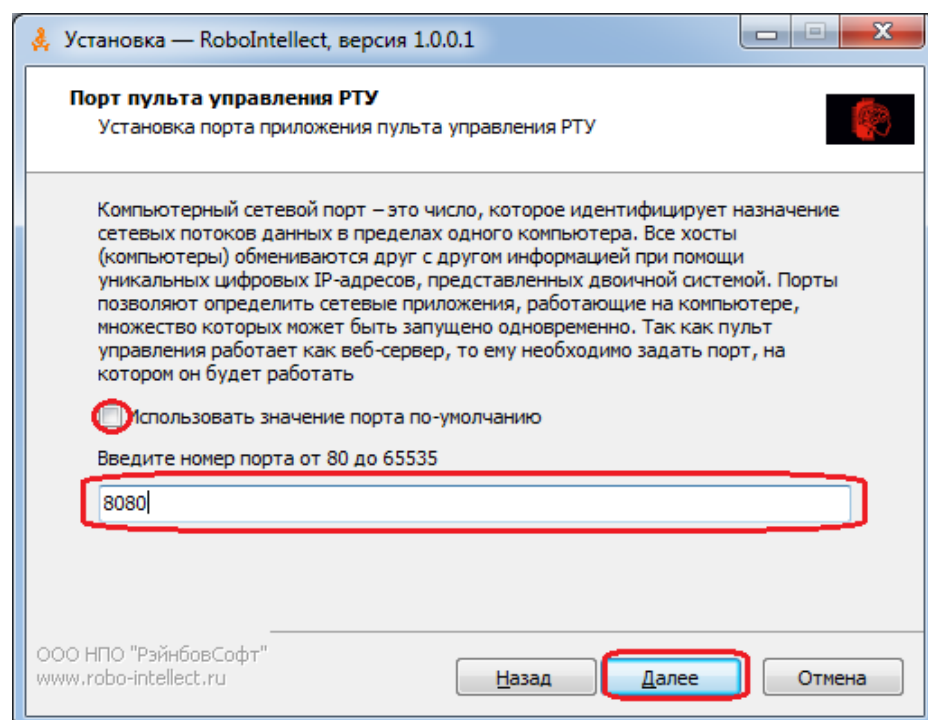 Установка — RoboIntellect, версия 1.0.0.1
Порт пульта управления РТУ
Установка порта приложения пульта управления РТУ
Компьютерный сетевой порт – это число, которое идентифицирует назначение
сетевых потоков данных в пределах одного компьютера. Все хосты
(компьютеры) обмениваются друг с другом информацией при помощи
уникальных цифровых IP-адресов, представленных двоичной системой. Порты
позволяют определить сетевые приложения, работающие на компьютере,
множество которых может быть запущено одновременно. Так как пульт
управления работает как веб-сервер, то ему необходимо задать порт, на
котором он будет работать
Использовать значение порта по-умолчанию
Введите номер порта от 80 до 65535
8080
ООО НПО "РэйнбовСофт"
www.robo-intellect.ru
Назад Далее Отмена